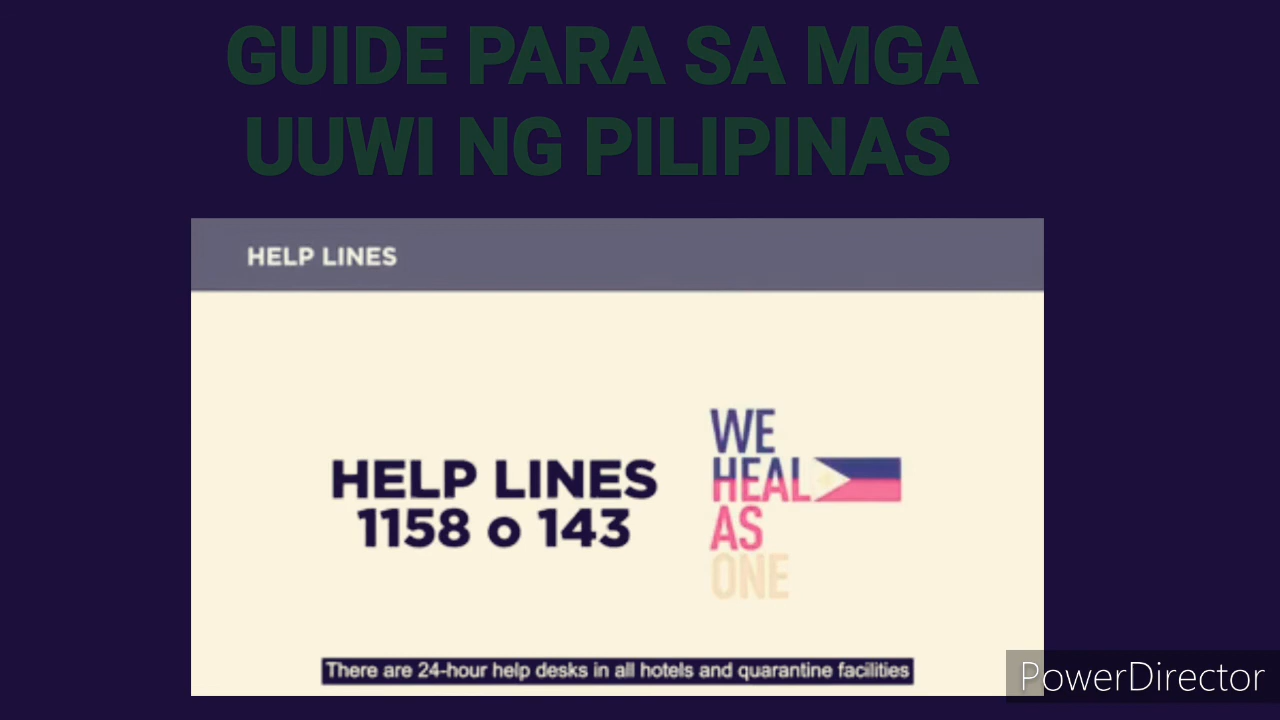 GUIDE PARA SA MGA
UUWI NG PILIPINAS
HELP LINES
HELP LINES
1158 o 143
WE
HEAL
AS
ONE
There are 24-hour help desks in all hotels and quarantine facilities
PowerDirector